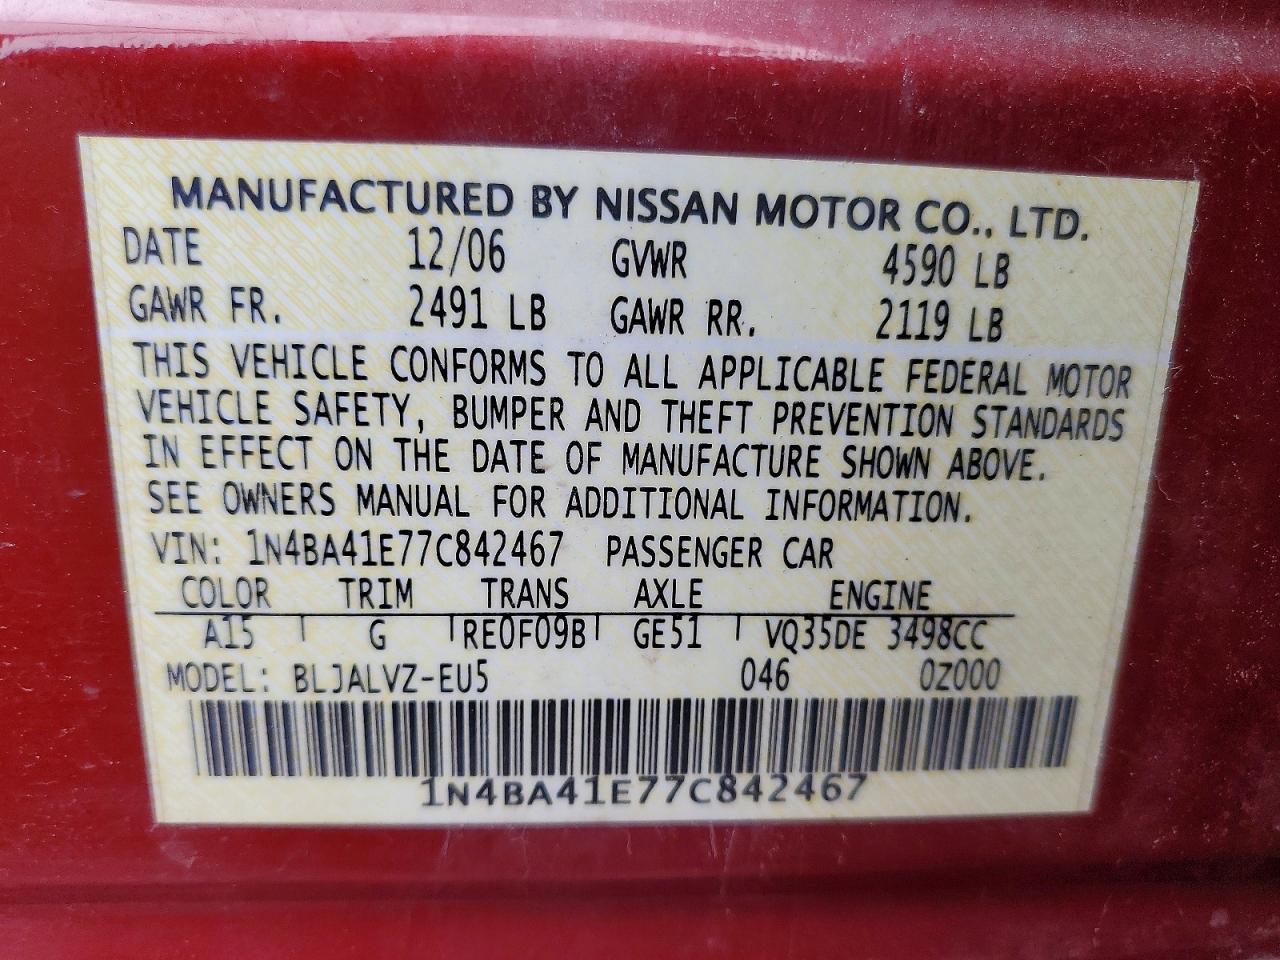 MANUFACTURED BY NISSAN MOTOR CO., LTD.
DATE 12/06 GVWR 4590 LB
GAWR FR. 2491 LB GAWR RR. 2119 LB
THIS VEHICLE CONFORMS TO ALL APPLICABLE FEDERAL MOTOR
VEHICLE SAFETY, BUMPER AND THEFT PREVENTION STANDARDS
IN EFFECT ON THE DATE OF MANUFACTURE SHOWN ABOVE.
SEE OWNERS MANUAL FOR ADDITIONAL INFORMATION.
VIN: 1N4BA41E77C842467 PASSENGER CAR
COLOR TRIM TRANS AXLE ENGINE
A15 G RE0F09B GE51 VQ35DE 3498CC
MODEL: BLJALVZ-EU5 046 0Z000
1N4BA41E77C842467